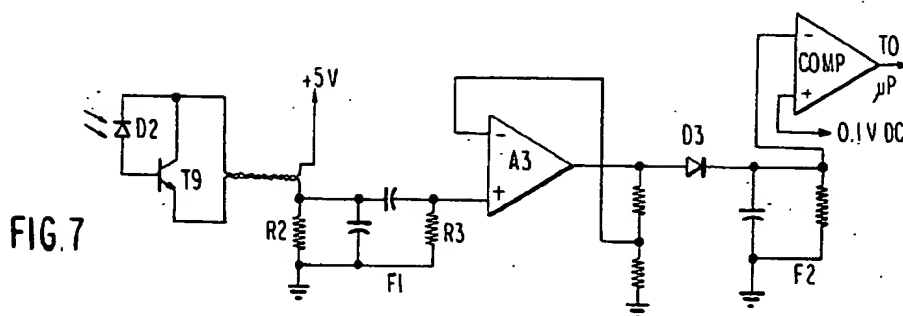 FIG.7
D2
T9
+5V
R2
F1
R3
-
A3
+
D3
-
COMP
+
TO
μP
0.1V DC
F2